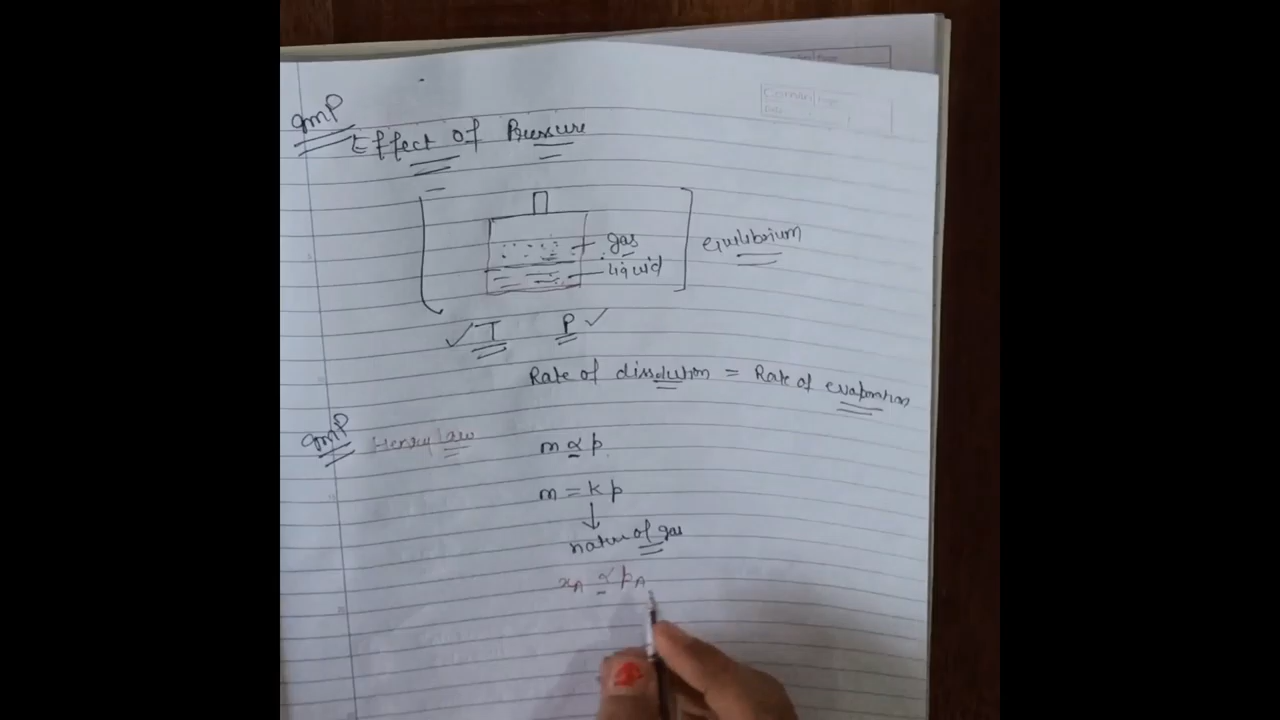 Imp
Effect Of Pressure
gas
liquid
equilibrium
T P
Rate of dissolution = Rate of evaporation
Imp Henry law m ∝ p
m = k p
↓
nature of gas
x_A ∝ p_A